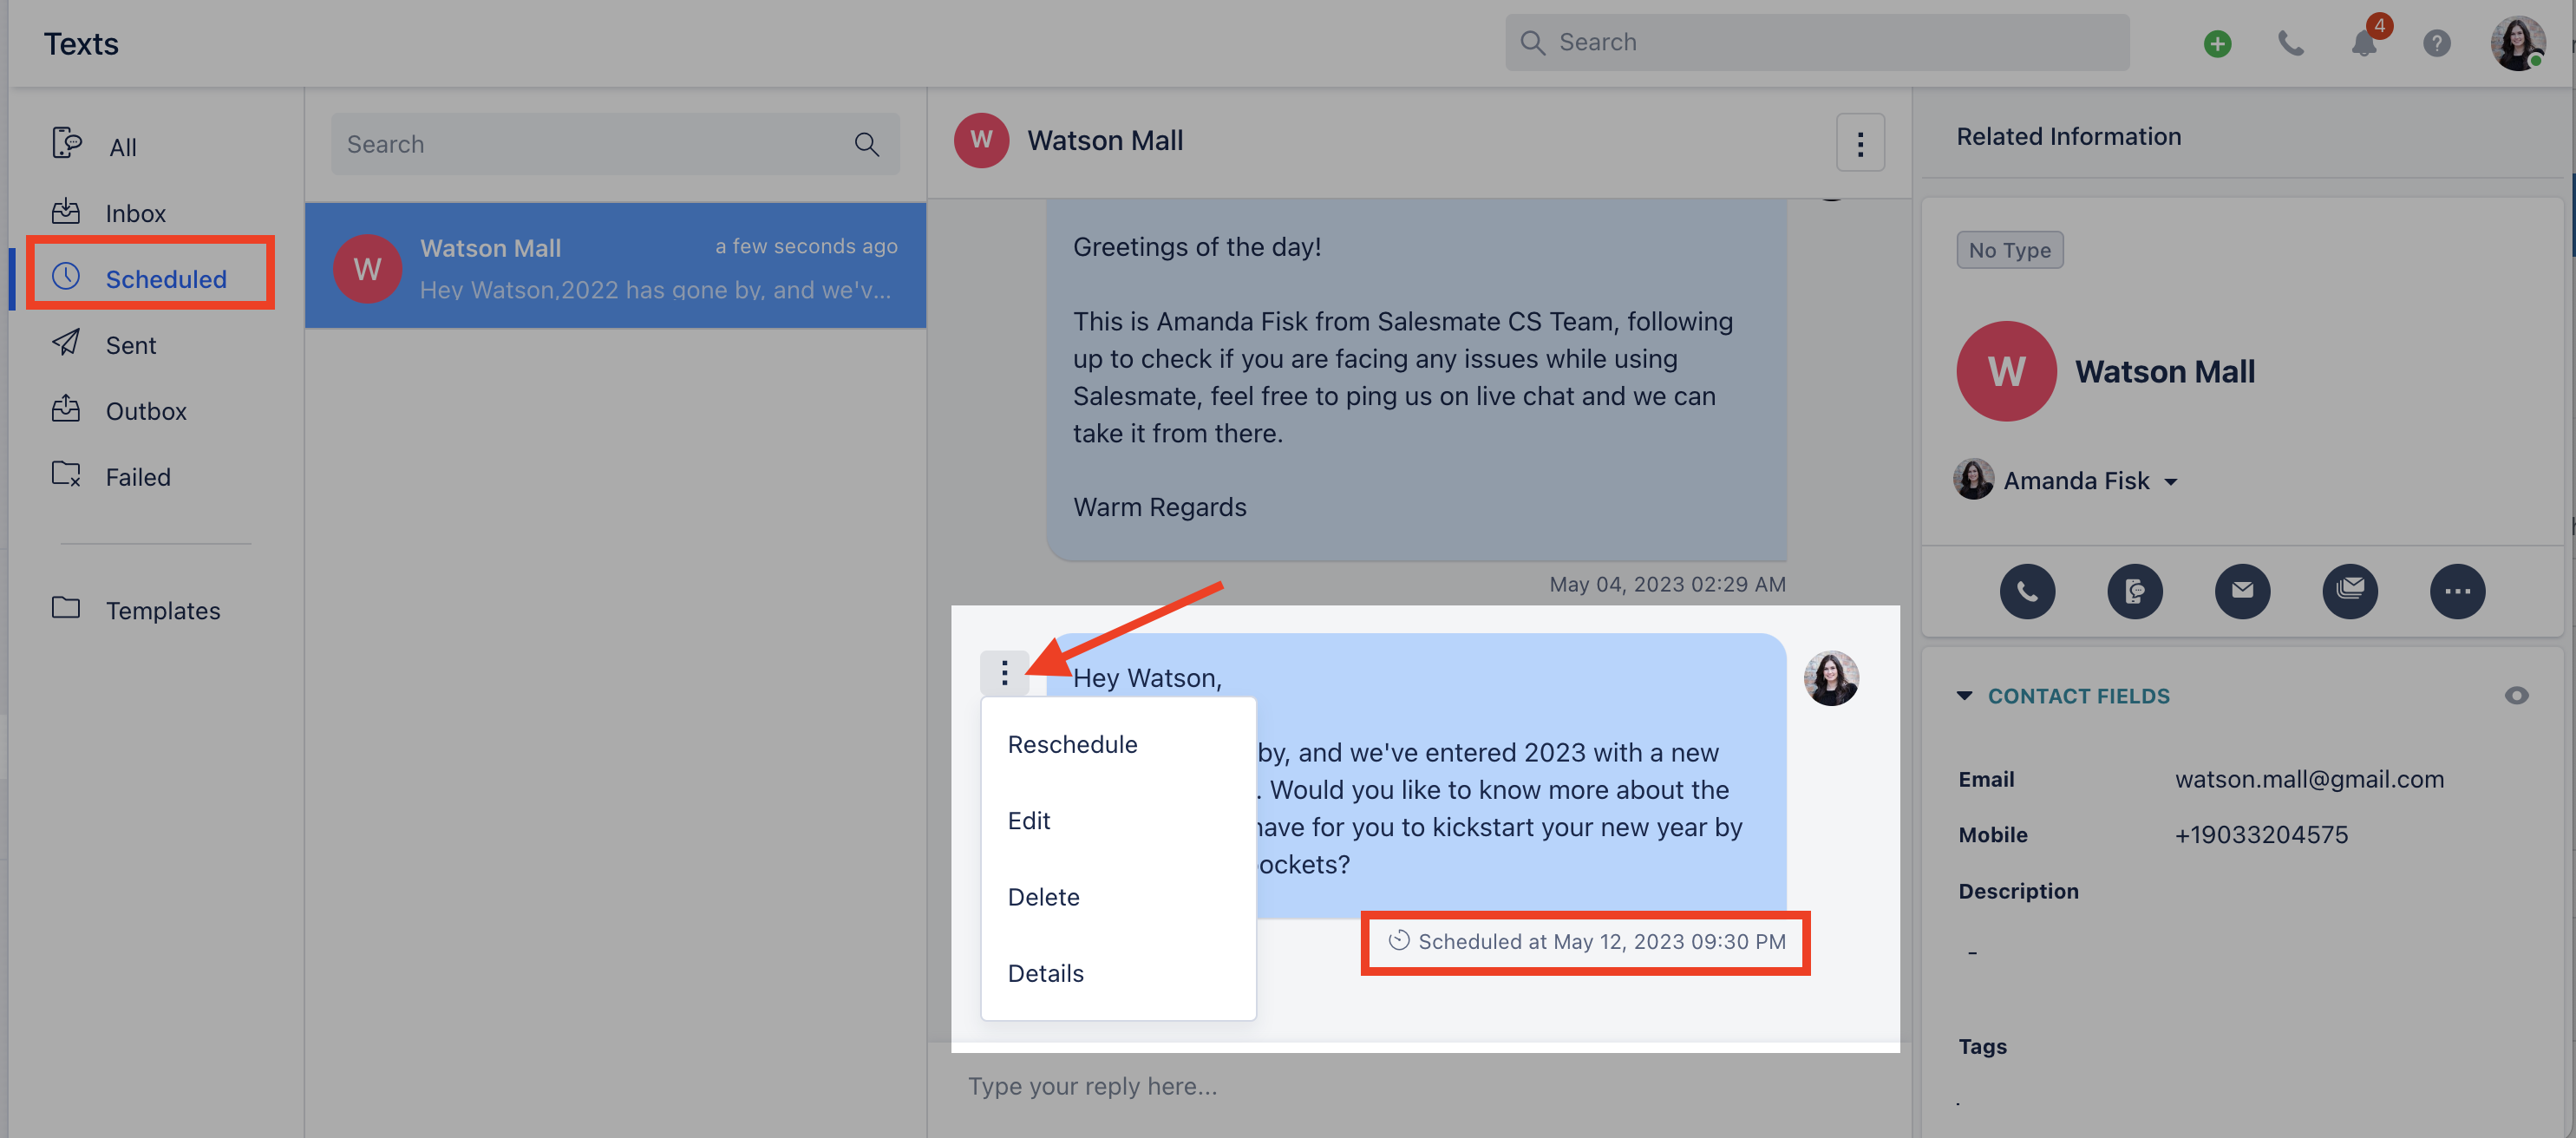 Texts
Search
4
?
All
Inbox
Scheduled
Sent
Outbox
Failed
Templates
Search
W
Watson Mall
a few seconds ago
Hey Watson,2022 has gone by, and we'v...
W
Watson Mall
Greetings of the day!
This is Amanda Fisk from Salesmate CS Team, following
up to check if you are facing any issues while using
Salesmate, feel free to ping us on live chat and we can
take it from there.
Warm Regards
May 04, 2023 02:29 AM
Hey Watson,
by, and we've entered 2023 with a new
. Would you like to know more about the
have for you to kickstart your new year by
ockets?
Reschedule
Edit
Delete
Details
Scheduled at May 12, 2023 09:30 PM
Type your reply here...
Related Information
No Type
W
Watson Mall
Amanda Fisk
CONTACT FIELDS
Email
watson.mall@gmail.com
Mobile
+19033204575
Description
-
Tags
.